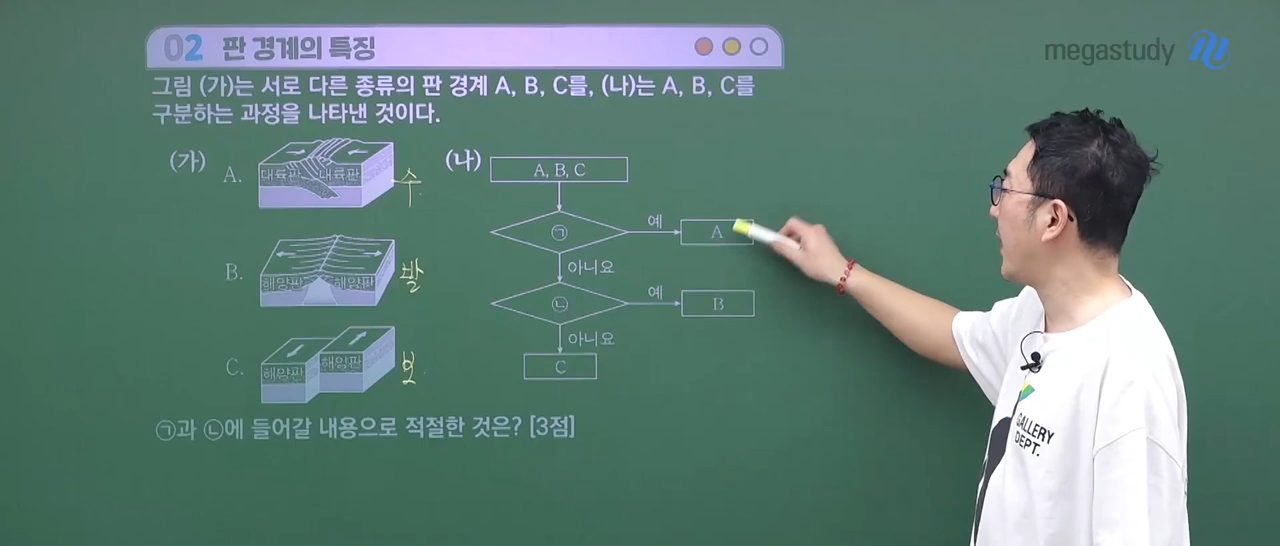 02 판 경계의 특징
megastudy
그림 (가)는 서로 다른 종류의 판 경계 A, B, C를, (나)는 A, B, C를
구분하는 과정을 나타낸 것이다.
(가)
A.
대륙판
대륙판
수
B.
해양판
해양판
발
C.
해양판
해양판
보
(나)
A, B, C
㉠
예
A
아니요
㉡
예
B
아니요
C
㉠과 ㉡에 들어갈 내용으로 적절한 것은? [3점]
GALLERY
DEPT.